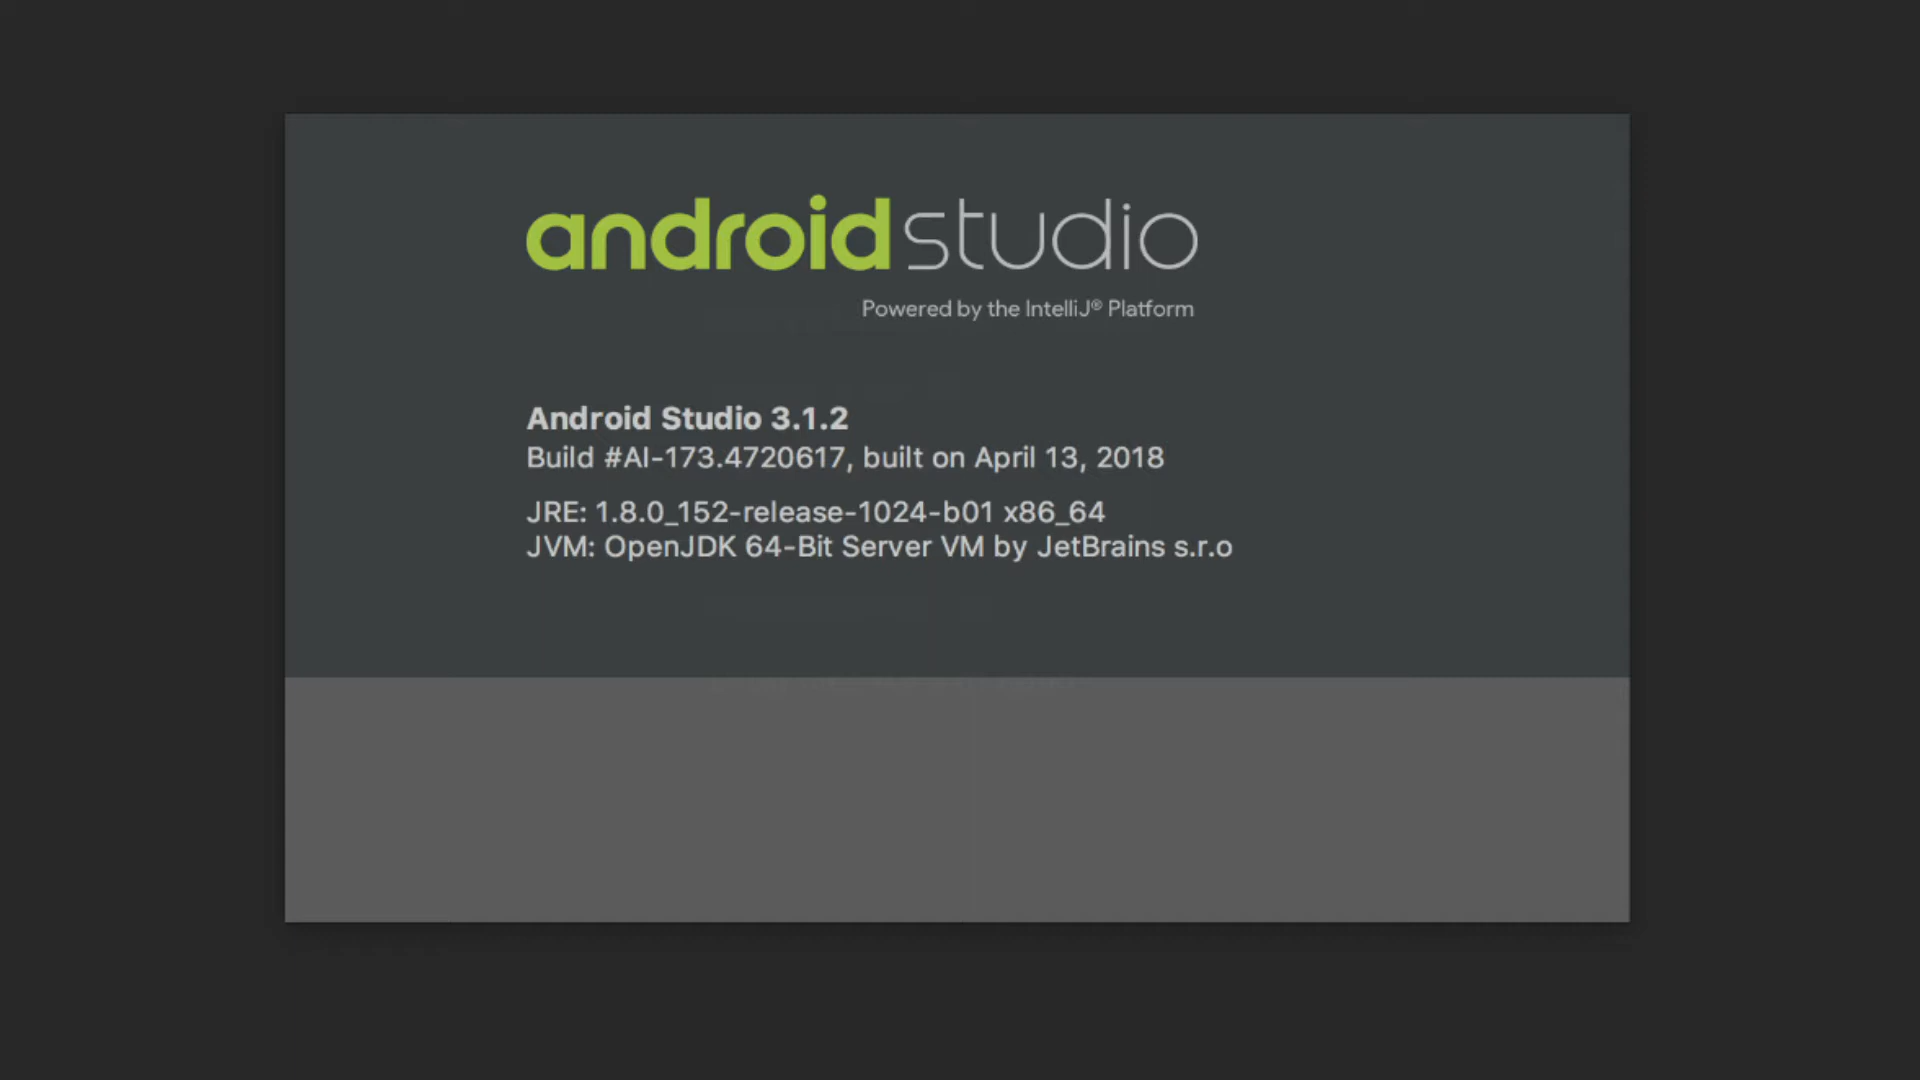 android studio
Powered by the IntelliJ® Platform
Android Studio 3.1.2
Build #AI-173.4720617, built on April 13, 2018
JRE: 1.8.0_152-release-1024-b01 x86_64
JVM: OpenJDK 64-Bit Server VM by JetBrains s.r.o